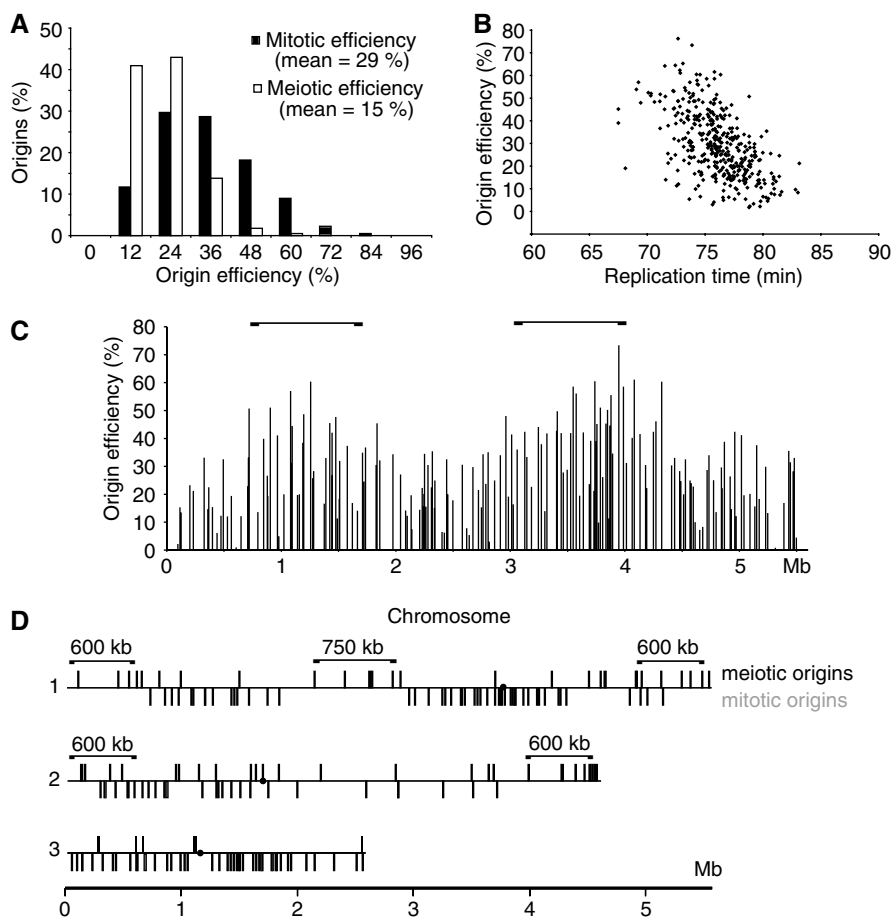 A
50
40
30
20
10
0
Origins (%)
Mitotic efficiency
(mean = 29 %)
Meiotic efficiency
(mean = 15 %)
0 12 24 36 48 60 72 84 96
Origin efficiency (%)
B
80
70
60
50
40
30
20
10
0
Origin efficiency (%)
60 65 70 75 80 85 90
Replication time (min)
C
80
70
60
50
40
30
20
10
0
Origin efficiency (%)
0 1 2 3 4 5 Mb
D
Chromosome
600 kb 750 kb 600 kb
1
meiotic origins
mitotic origins
600 kb 600 kb
2
3
Mb
0 1 2 3 4 5